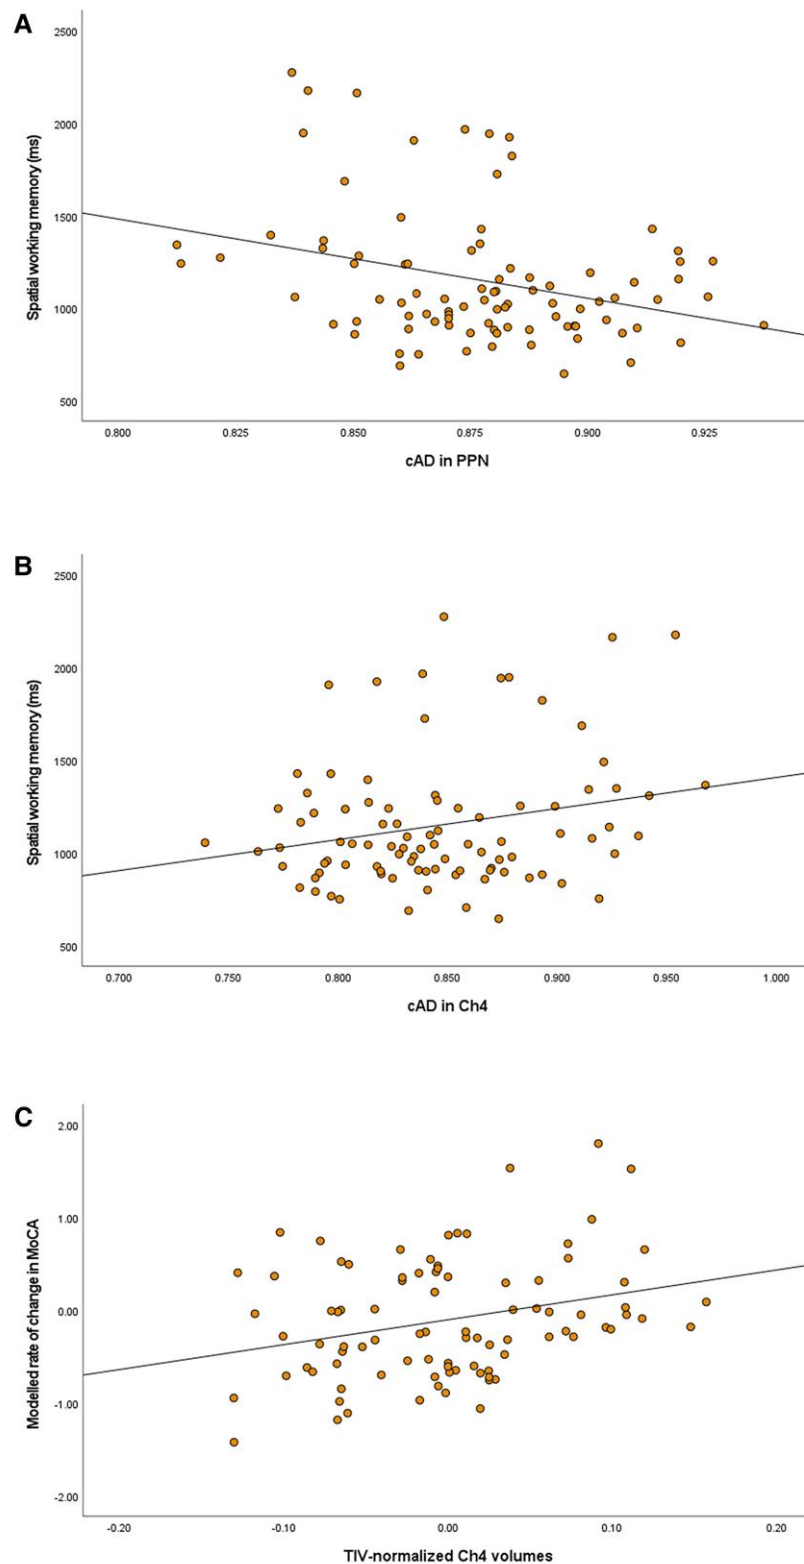 A
2500
2000
1500
1000
500
Spatial working memory (ms)
0.800 0.825 0.850 0.875 0.900 0.925
cAD in PPN
B
2500
2000
1500
1000
500
Spatial working memory (ms)
0.700 0.750 0.800 0.850 0.900 0.950 1.000
cAD in Ch4
C
2.00
1.00
0.00
-1.00
-2.00
Modelled rate of change in MoCA
-0.20 -0.10 0.00 0.10 0.20
TIV-normalized Ch4 volumes